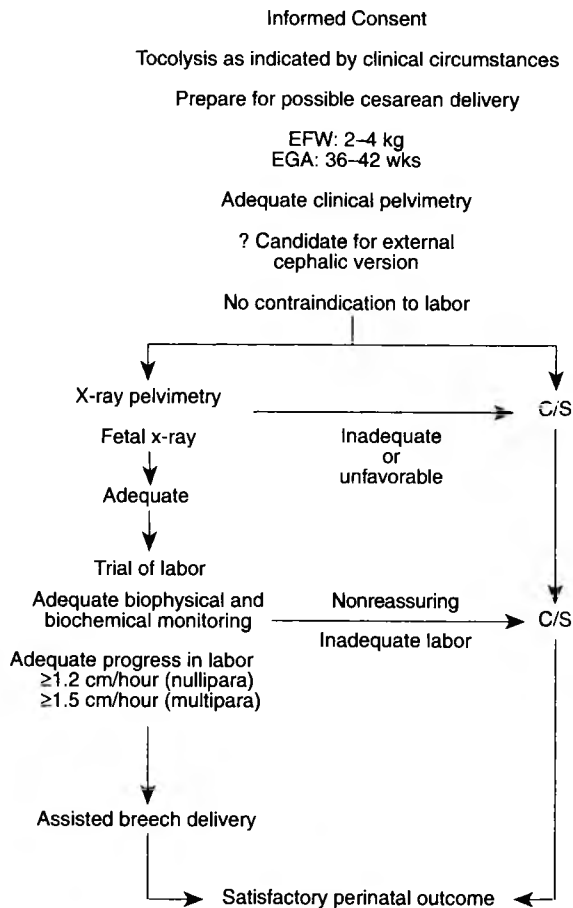 Informed Consent
Tocolysis as indicated by clinical circumstances
Prepare for possible cesarean delivery
EFW: 2–4 kg
EGA: 36–42 wks
Adequate clinical pelvimetry
? Candidate for external
cephalic version
No contraindication to labor
X-ray pelvimetry
C/S
Fetal x-ray
Inadequate
or
unfavorable
Adequate
Trial of labor
Adequate biophysical and
biochemical monitoring
Nonreassuring
Inadequate labor
C/S
Adequate progress in labor
≥1.2 cm/hour (nullipara)
≥1.5 cm/hour (multipara)
Assisted breech delivery
Satisfactory perinatal outcome